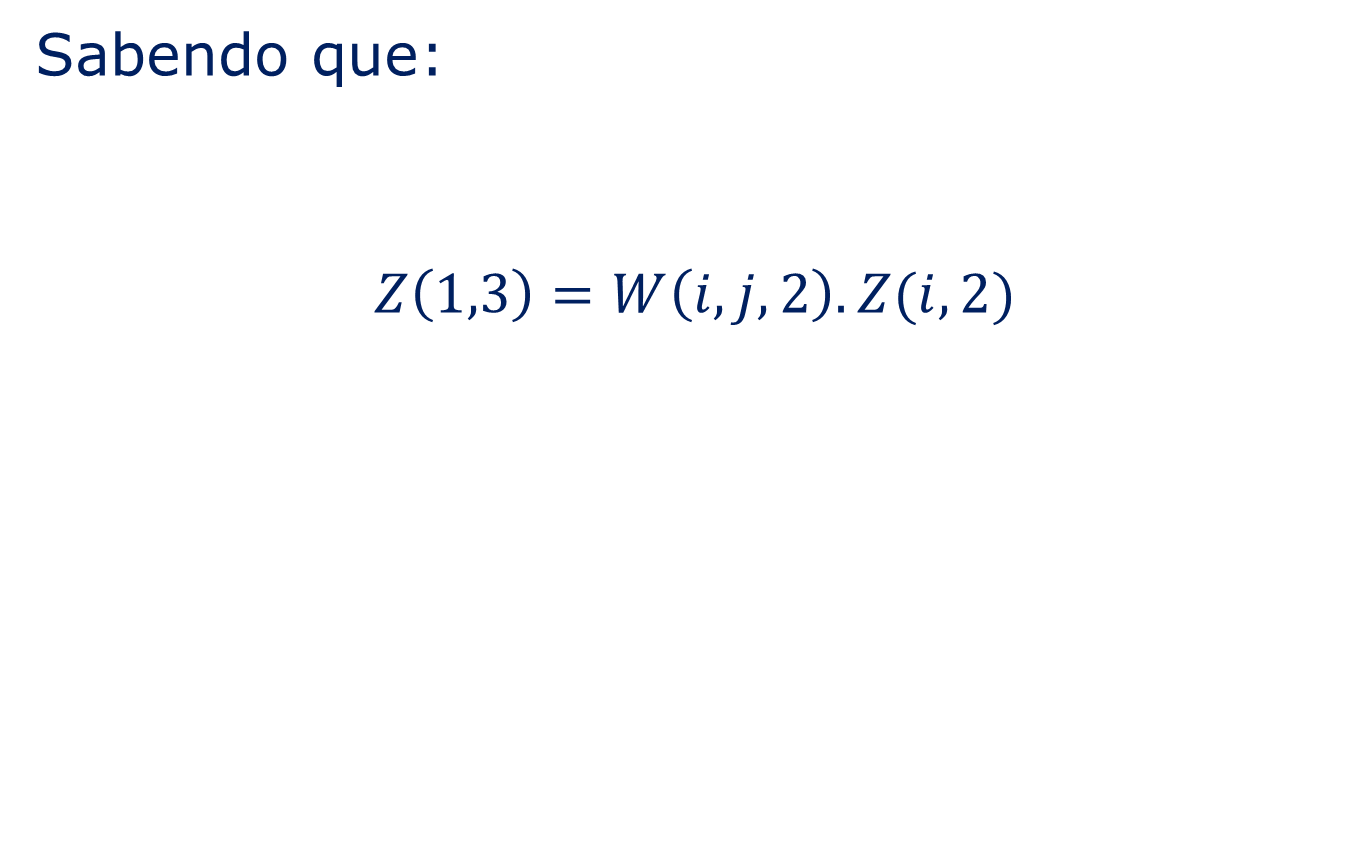 Sabendo que:
Z(1,3) = W(i, j, 2). Z(i, 2)